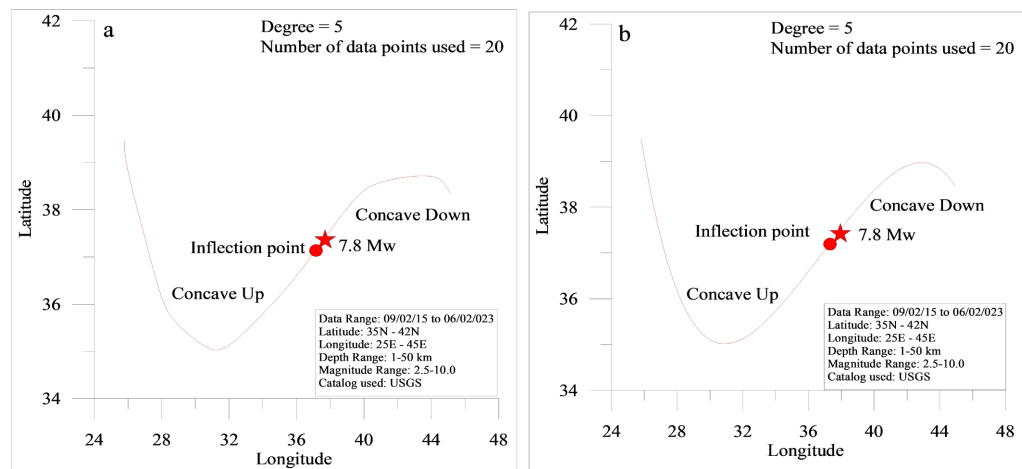 a
Degree = 5
Number of data points used = 20
42
40
38
36
34
Latitude
Concave Down
Inflection point
7.8 Mw
Concave Up
Data Range: 09/02/15 to 06/02/023
Latitude: 35N - 42N
Longitude: 25E - 45E
Depth Range: 1-50 km
Magnitude Range: 2.5-10.0
Catalog used: USGS
24 28 32 36 40 44 48
Longitude
b
Degree = 5
Number of data points used = 20
42
40
38
36
34
Latitude
Concave Down
Inflection point
7.8 Mw
Concave Up
Data Range: 09/02/15 to 06/02/023
Latitude: 35N - 42N
Longitude: 25E - 45E
Depth Range: 1-50 km
Magnitude Range: 2.5-10.0
Catalog used: USGS
24 28 32 36 40 44 48
Longitude